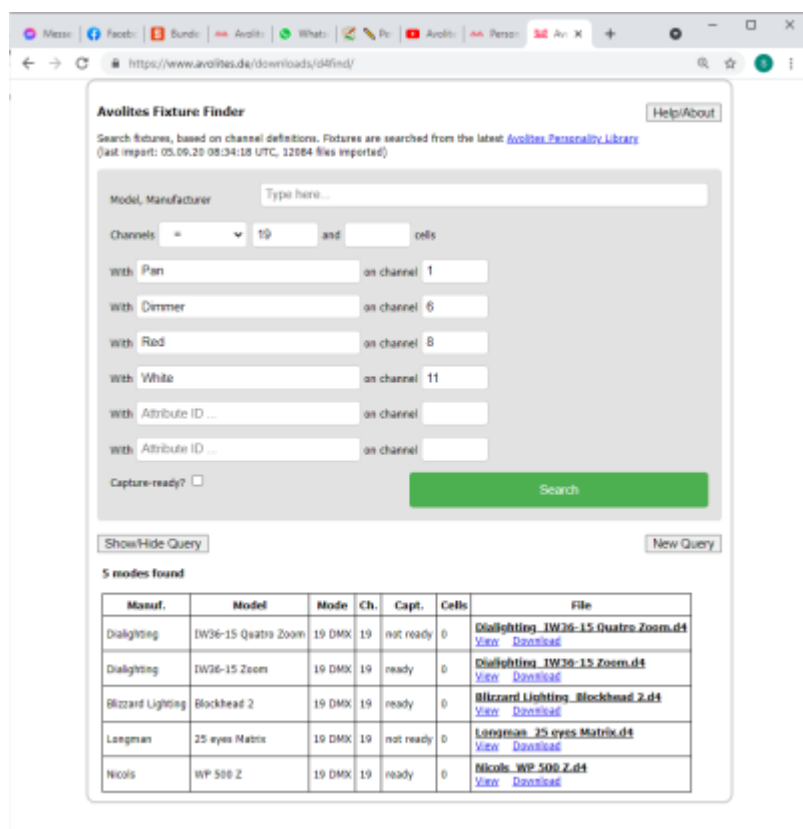 Messe
Faceb
Bund
Avolit
What
Pe
Avolit
Person
Av
https://www.avolites.de/downloads/d4find/
S
Avolites Fixture Finder
Help/About
Search fixtures, based on channel definitions. Fixtures are searched from the latest Avolites Personality Library
(last import: 05.09.20 08:34:18 UTC, 12084 files imported)
Model, Manufacturer Type here...
Channels = 19 and cells
With Pan on channel 1
With Dimmer on channel 6
With Red on channel 8
With White on channel 11
With Attribute ID ... on channel
With Attribute ID ... on channel
Capture-ready? Search
Show/Hide Query New Query
5 modes found
Manuf. Model Mode Ch. Capt. Cells File
Dialighting IW36-15 Quatro Zoom 19 DMX 19 not ready 0 Dialighting_IW36-15 Quatro Zoom.d4
View Download
Dialighting IW36-15 Zoom 19 DMX 19 ready 0 Dialighting_IW36-15 Zoom.d4
View Download
Blizzard Lighting Blockhead 2 19 DMX 19 ready 0 Blizzard Lighting_Blockhead 2.d4
View Download
Longman 25 eyes Matrix 19 DMX 19 not ready 0 Longman_25 eyes Matrix.d4
View Download
Nicols WP 500 Z 19 DMX 19 ready 0 Nicols_WP 500 Z.d4
View Download